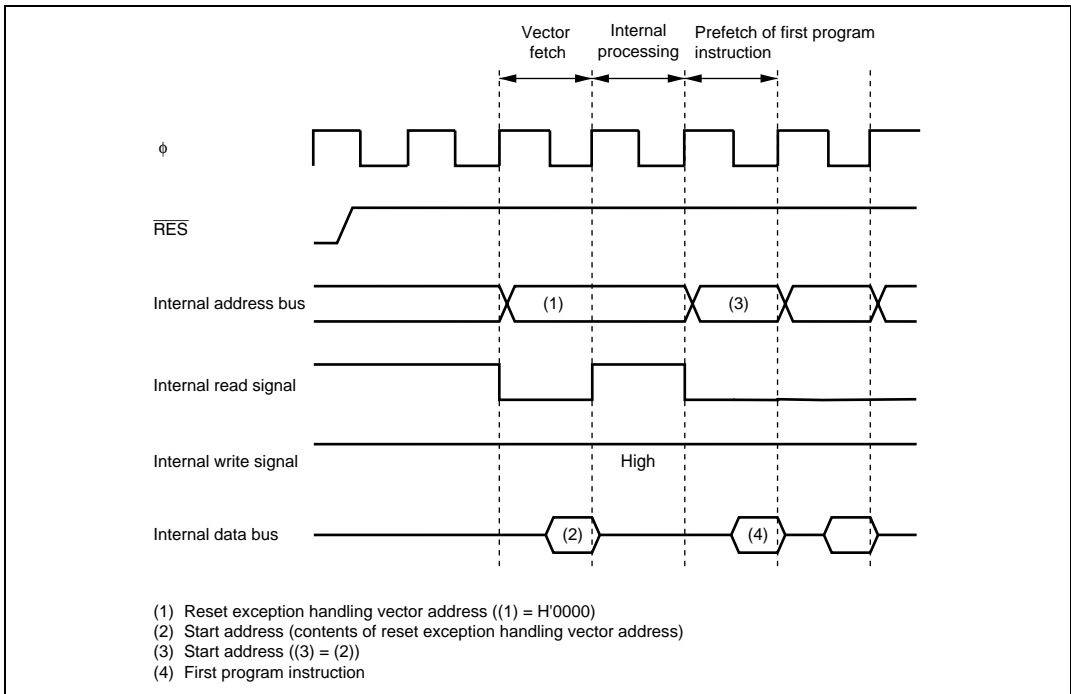 Vector
fetch
Internal
processing
Prefetch of first program
instruction
ϕ
RES
Internal address bus
(1)
(3)
Internal read signal
Internal write signal
High
Internal data bus
(2)
(4)
(1) Reset exception handling vector address ((1) = H'0000)
(2) Start address (contents of reset exception handling vector address)
(3) Start address ((3) = (2))
(4) First program instruction